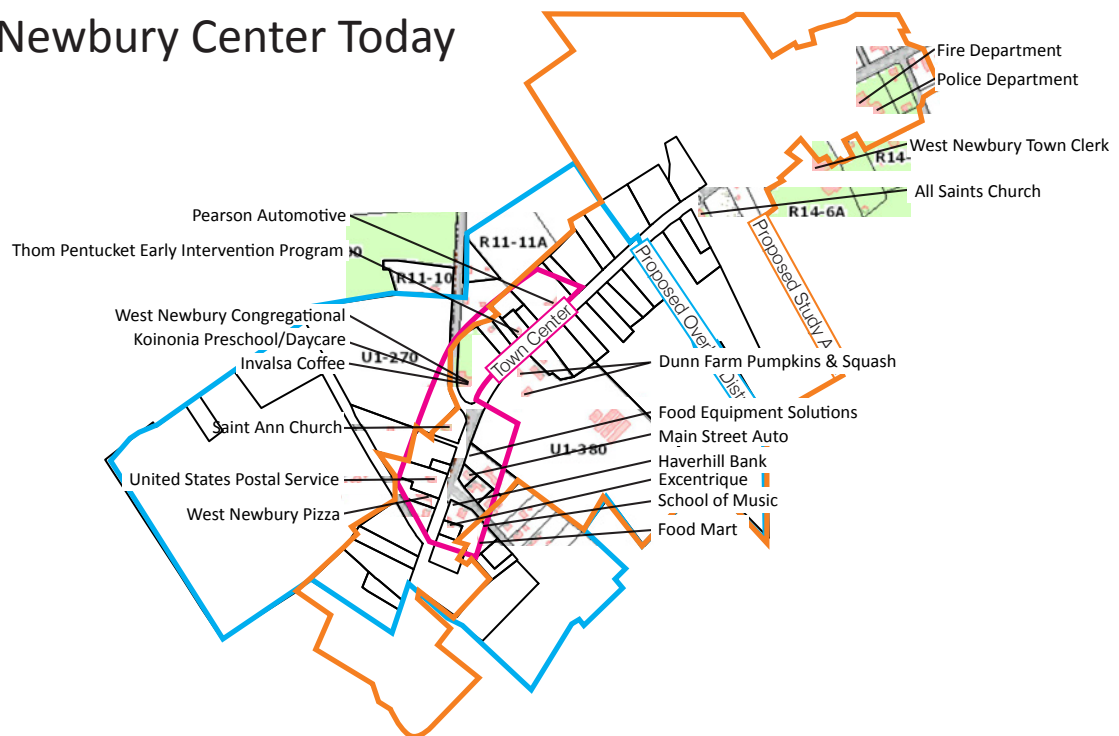 Newbury Center Today
Fire Department
Police Department
West Newbury Town Clerk
R14-
All Saints Church
R14-6A
Pearson Automotive
R11-11A
Thom Pentucket Early Intervention Program
R11-10
Proposed Over
Distr
Proposed Study A
Town Center
West Newbury Congregational
Koinonia Preschool/Daycare
Invalsa Coffee
U1-270
Dunn Farm Pumpkins & Squash
Saint Ann Church
Food Equipment Solutions
Main Street Auto
U1-380
Haverhill Bank
Excentrique
United States Postal Service
School of Music
West Newbury Pizza
Food Mart